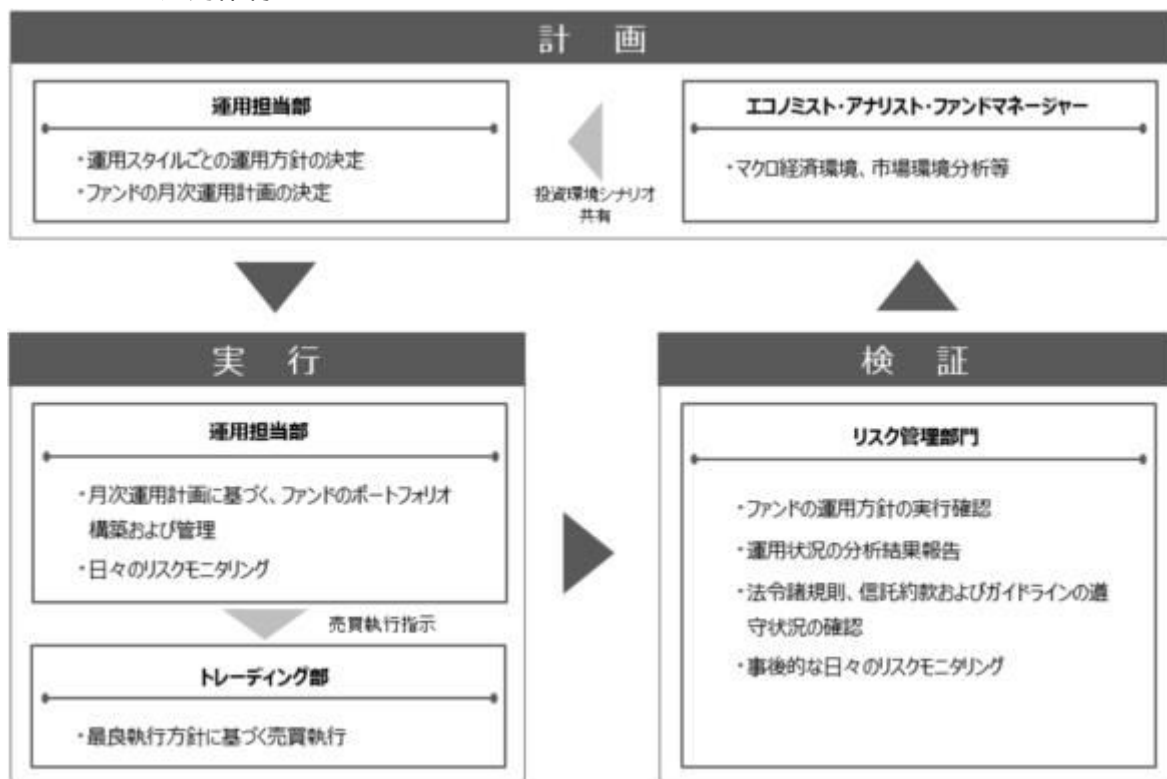 計 画
運用担当部
・運用スタイルごとの運用方針の決定
・ファンドの月次運用計画の決定
投資環境シナリオ
共有
エコノミスト・アナリスト・ファンドマネージャー
・マクロ経済環境、市場環境分析等
実 行
運用担当部
・月次運用計画に基づく、ファンドのポートフォリオ
構築および管理
・日々のリスクモニタリング
売買執行指示
トレーディング部
・最良執行方針に基づく売買執行
検 証
リスク管理部門
・ファンドの運用方針の実行確認
・運用状況の分析結果報告
・法令諸規則、信託約款およびガイドラインの遵
守状況の確認
・事後的な日々のリスクモニタリング